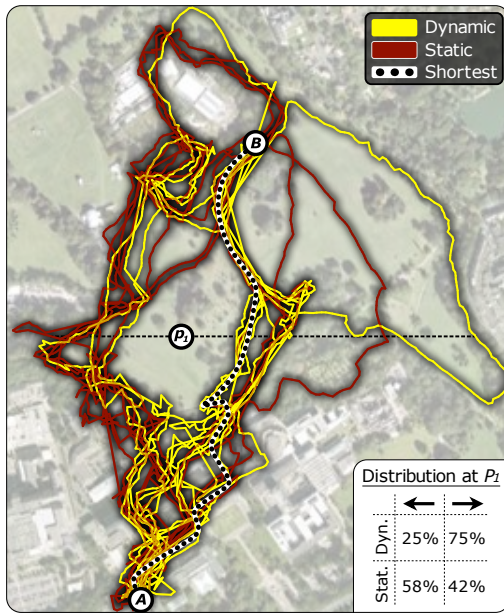 Dynamic
Static
Shortest
B
P₁
A
Distribution at P₁
← →
Dyn. 25% 75%
Stat. 58% 42%